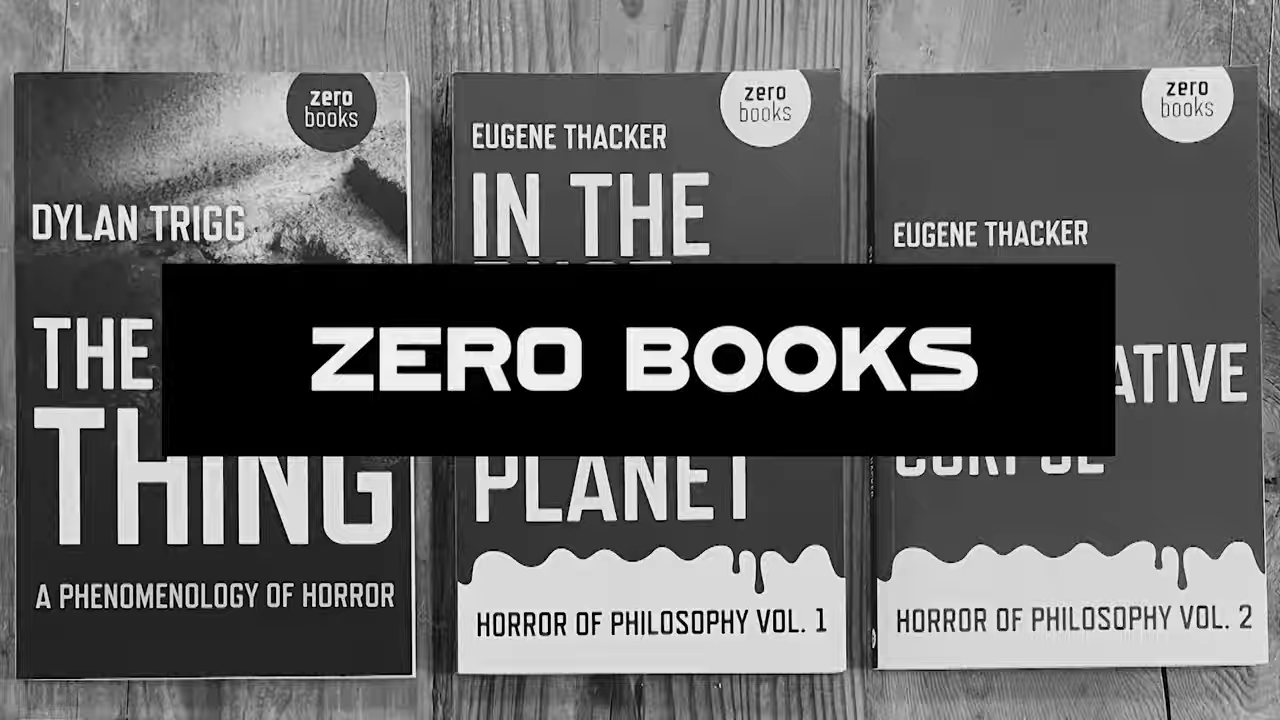 zero
books
DYLAN TRIGG
THE
THING
A PHENOMENOLOGY OF HORROR
zero
books
EUGENE THACKER
IN THE
PLANET
HORROR OF PHILOSOPHY VOL. 1
zero
books
EUGENE THACKER
ATIVE
HORROR OF PHILOSOPHY VOL. 2
ZERO BOOKS